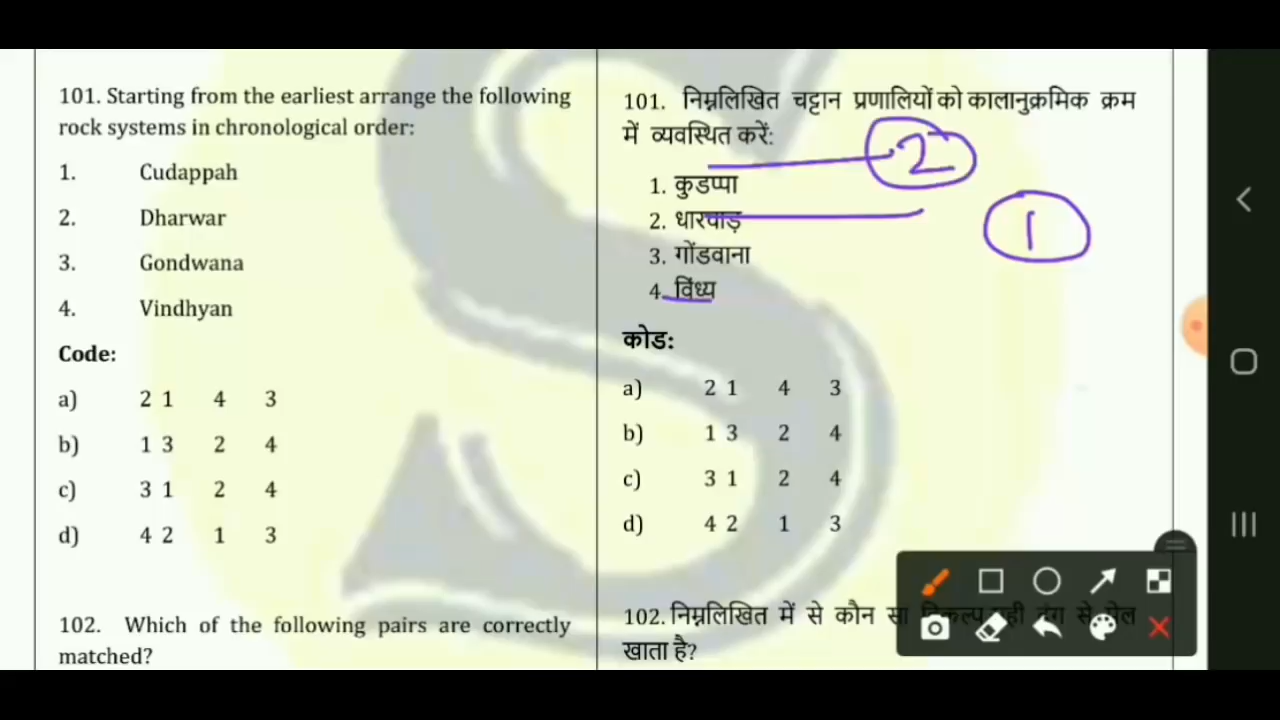 101. Starting from the earliest arrange the following
rock systems in chronological order:
1. Cudappah
2. Dharwar
3. Gondwana
4. Vindhyan
Code:
a) 2 1 4 3
b) 1 3 2 4
c) 3 1 2 4
d) 4 2 1 3
102. Which of the following pairs are correctly
matched?
101. निम्नलिखित चट्टान प्रणालियों को कालानुक्रमिक क्रम
में व्यवस्थित करें:
2
1. कुडप्पा
2. धारवाड़
1
3. गोंडवाना
4. विंध्य
कोड:
a) 2 1 4 3
b) 1 3 2 4
c) 3 1 2 4
d) 4 2 1 3
102. निम्नलिखित में से कौन सा
खाता है?